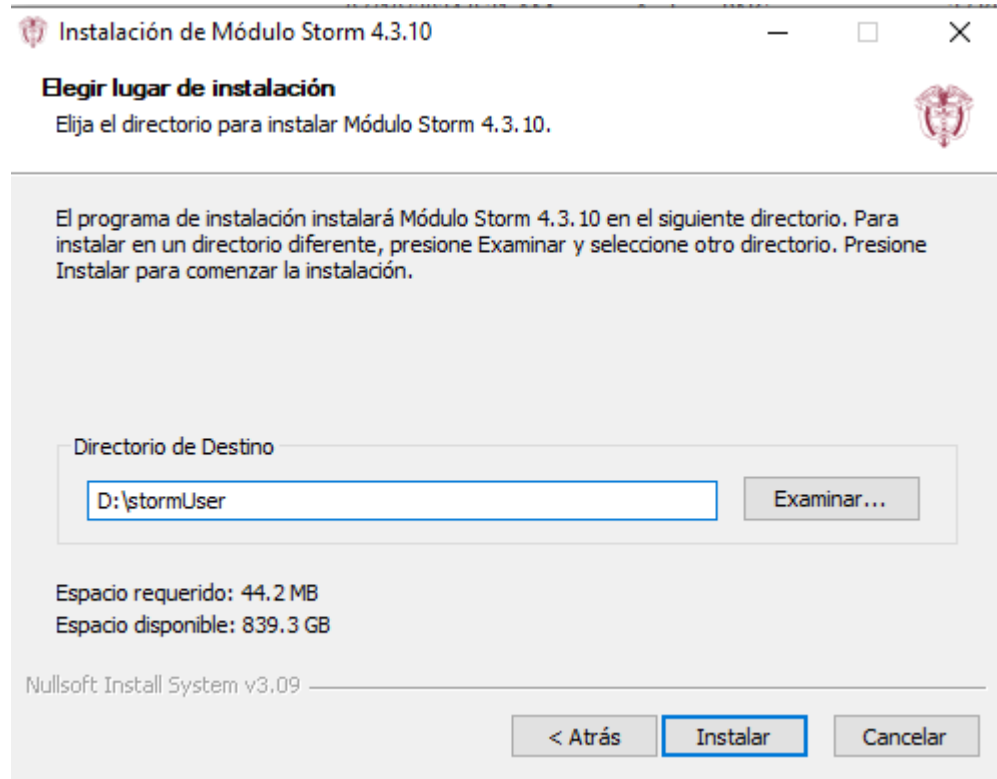 Instalación de Módulo Storm 4.3.10
Elegir lugar de instalación
Elija el directorio para instalar Módulo Storm 4.3.10.
El programa de instalación instalará Módulo Storm 4.3.10 en el siguiente directorio. Para
instalar en un directorio diferente, presione Examinar y seleccione otro directorio. Presione
Instalar para comenzar la instalación.
Directorio de Destino
D:\stormUser
Examinar...
Espacio requerido: 44.2 MB
Espacio disponible: 839.3 GB
Nullsoft Install System v3.09
< Atrás
Instalar
Cancelar